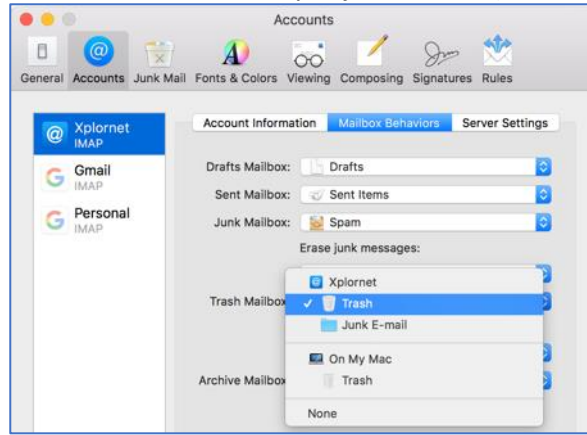 Accounts
General Accounts Junk Mail Fonts & Colors Viewing Composing Signatures Rules
Xplornet
IMAP
Gmail
IMAP
Personal
IMAP
Account Information Mailbox Behaviors Server Settings
Drafts Mailbox: Drafts
Sent Mailbox: Sent Items
Junk Mailbox: Spam
Erase junk messages:
Xplornet
Trash Mailbox ✓ Trash
Junk E-mail
On My Mac
Archive Mailbox Trash
None